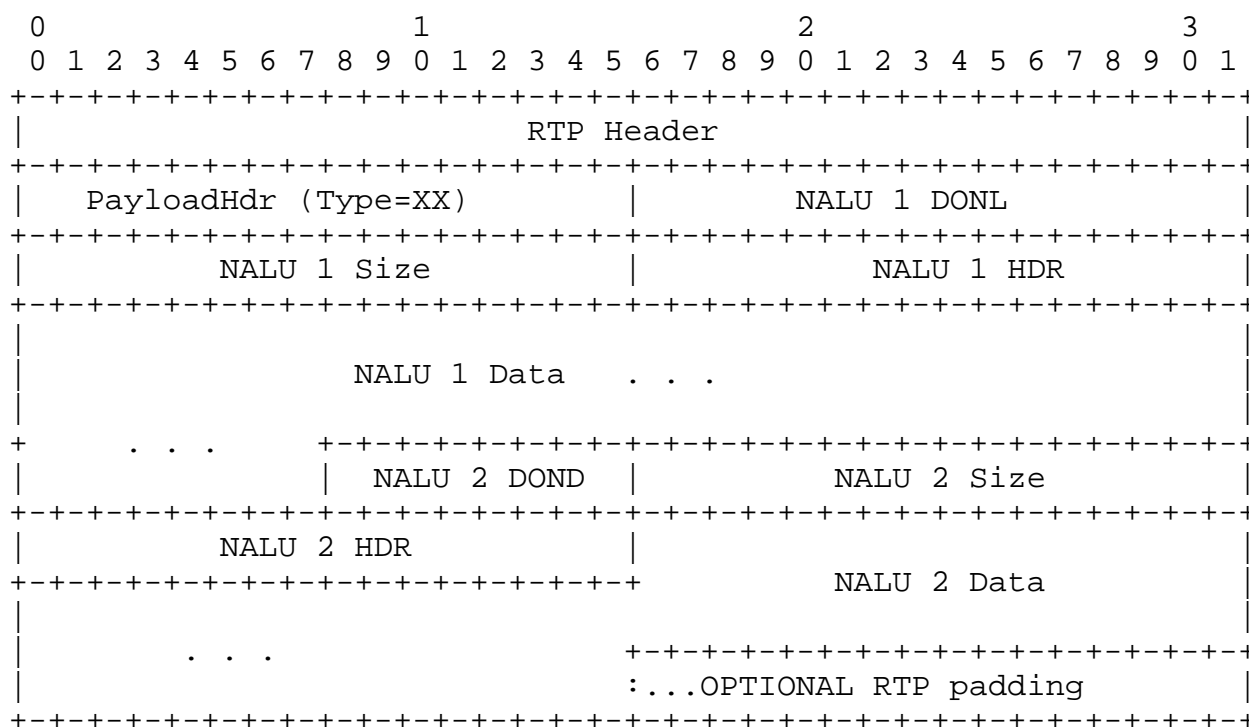 0                   1                   2                   3
 0 1 2 3 4 5 6 7 8 9 0 1 2 3 4 5 6 7 8 9 0 1 2 3 4 5 6 7 8 9 0 1
+-+-+-+-+-+-+-+-+-+-+-+-+-+-+-+-+-+-+-+-+-+-+-+-+-+-+-+-+-+-+-+-+
|                          RTP Header                           |
+-+-+-+-+-+-+-+-+-+-+-+-+-+-+-+-+-+-+-+-+-+-+-+-+-+-+-+-+-+-+-+-+
|   PayloadHdr (Type=XX)        |        NALU 1 DONL            |
+-+-+-+-+-+-+-+-+-+-+-+-+-+-+-+-+-+-+-+-+-+-+-+-+-+-+-+-+-+-+-+-+
|          NALU 1 Size          |            NALU 1 HDR         |
+-+-+-+-+-+-+-+-+-+-+-+-+-+-+-+-+-+-+-+-+-+-+-+-+-+-+-+-+-+-+-+-+
|                                                               |
|                 NALU 1 Data   . . .                           |
|                                                               |
+     . . .     +-+-+-+-+-+-+-+-+-+-+-+-+-+-+-+-+-+-+-+-+-+-+-+-+
|               |  NALU 2 DOND  |          NALU 2 Size          |
+-+-+-+-+-+-+-+-+-+-+-+-+-+-+-+-+-+-+-+-+-+-+-+-+-+-+-+-+-+-+-+-+
|          NALU 2 HDR           |                               |
+-+-+-+-+-+-+-+-+-+-+-+-+-+-+-+-+          NALU 2 Data          |
|                                                               |
|        . . .                  +-+-+-+-+-+-+-+-+-+-+-+-+-+-+-+-+
|                               :...OPTIONAL RTP padding        |
+-+-+-+-+-+-+-+-+-+-+-+-+-+-+-+-+-+-+-+-+-+-+-+-+-+-+-+-+-+-+-+-+